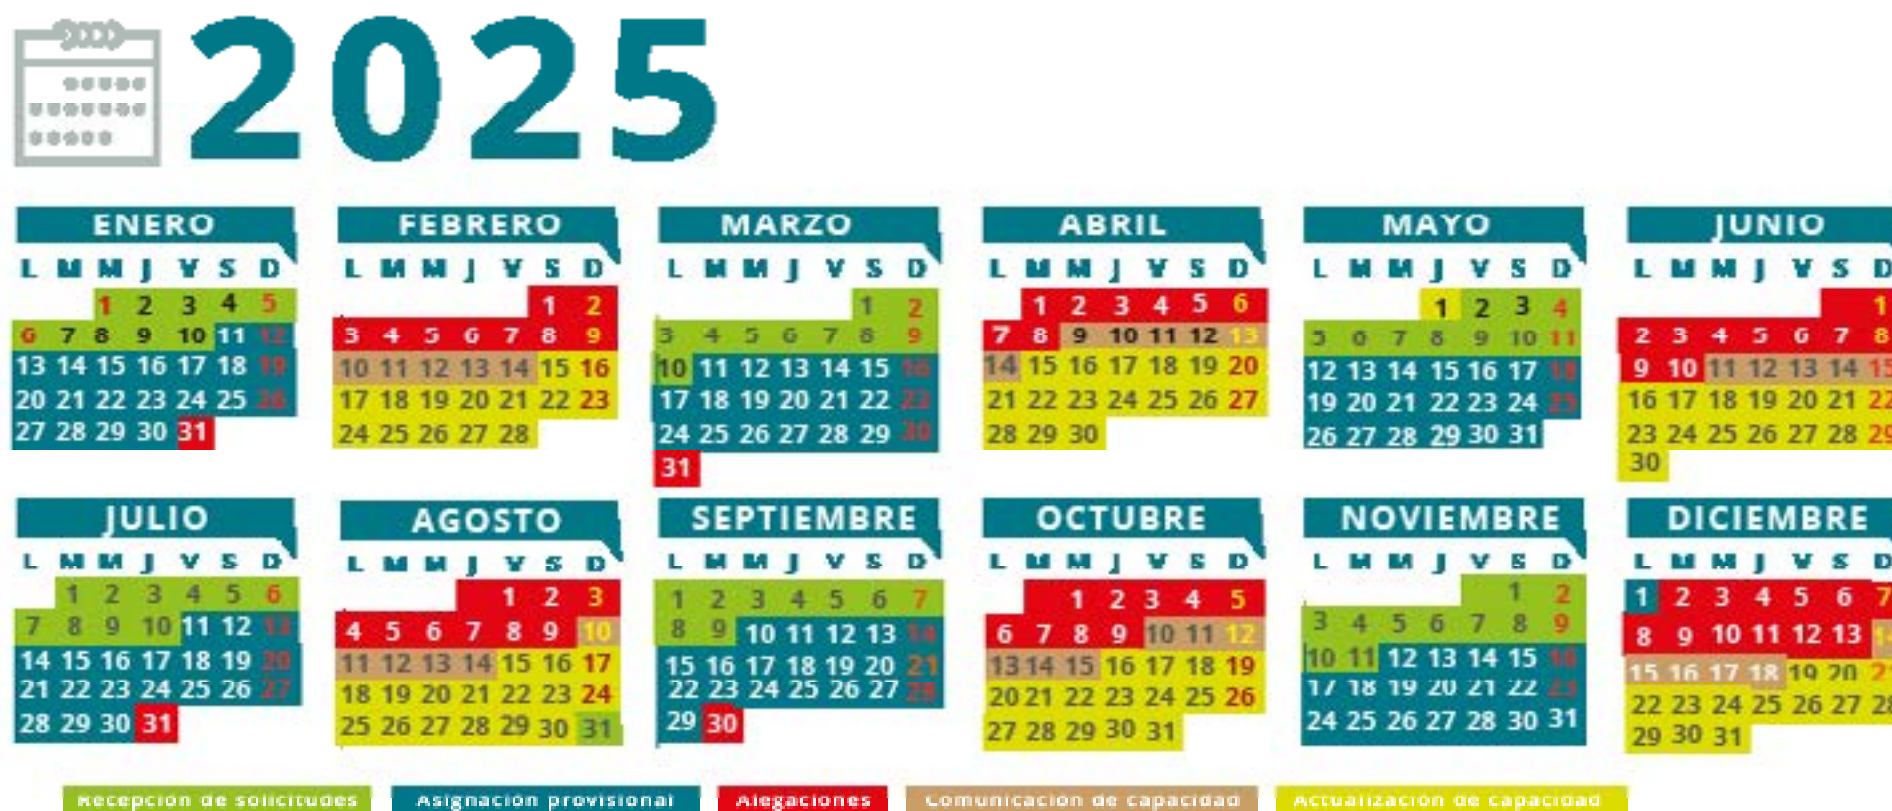 2025
ENERO
L M M J V S D
1 2 3 4 5
6 7 8 9 10 11 12
13 14 15 16 17 18 19
20 21 22 23 24 25 26
27 28 29 30 31
FEBRERO
L M M J V S D
1 2
3 4 5 6 7 8 9
10 11 12 13 14 15 16
17 18 19 20 21 22 23
24 25 26 27 28
MARZO
L M M J V S D
1 2
3 4 5 6 7 8 9
10 11 12 13 14 15 16
17 18 19 20 21 22 23
24 25 26 27 28 29 30
31
ABRIL
L M M J V S D
1 2 3 4 5 6
7 8 9 10 11 12 13
14 15 16 17 18 19 20
21 22 23 24 25 26 27
28 29 30
MAYO
L M M J V S D
1 2 3 4
5 6 7 8 9 10 11
12 13 14 15 16 17 18
19 20 21 22 23 24 25
26 27 28 29 30 31
JUNIO
L M M J V S D
1
2 3 4 5 6 7 8
9 10 11 12 13 14 15
16 17 18 19 20 21 22
23 24 25 26 27 28 29
30
JULIO
L M M J V S D
1 2 3 4 5 6
7 8 9 10 11 12 13
14 15 16 17 18 19 20
21 22 23 24 25 26 27
28 29 30 31
AGOSTO
L M M J V S D
1 2 3
4 5 6 7 8 9 10
11 12 13 14 15 16 17
18 19 20 21 22 23 24
25 26 27 28 29 30 31
SEPTIEMBRE
L M M J V S D
1 2 3 4 5 6 7
8 9 10 11 12 13 14
15 16 17 18 19 20 21
22 23 24 25 26 27 28
29 30
OCTUBRE
L M M J V S D
1 2 3 4 5
6 7 8 9 10 11 12
13 14 15 16 17 18 19
20 21 22 23 24 25 26
27 28 29 30 31
NOVIEMBRE
L M M J V S D
1 2
3 4 5 6 7 8 9
10 11 12 13 14 15 16
17 18 19 20 21 22 23
24 25 26 27 28 30 31
DICIEMBRE
L M M J V S D
1 2 3 4 5 6 7
8 9 10 11 12 13 14
15 16 17 18 19 20 21
22 23 24 25 26 27 28
29 30 31
Recepción de solicitudes
Asignación provisional
Alegaciones
Comunicación de capacidad
Actualización de capacidad